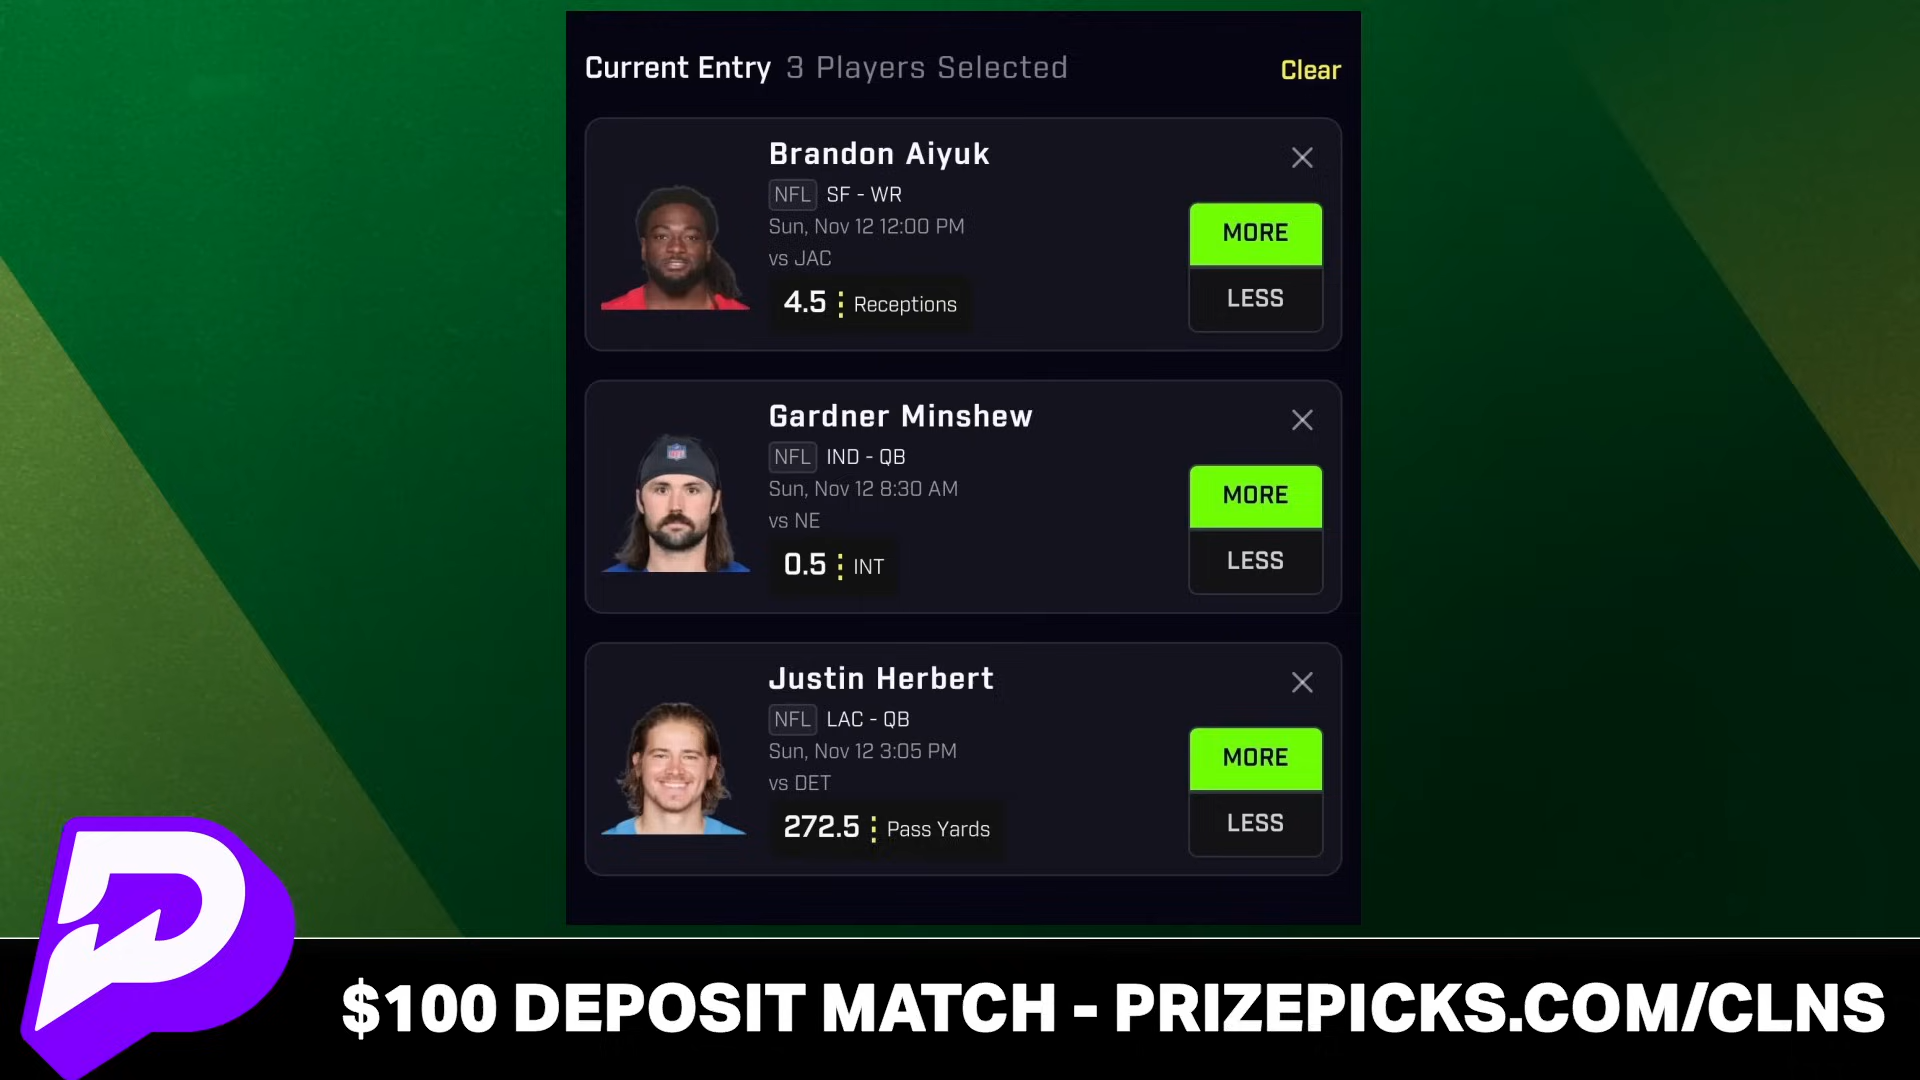 Current Entry 3 Players Selected Clear
Brandon Aiyuk
NFL SF - WR
Sun, Nov 12 12:00 PM
vs JAC
4.5 Receptions
MORE
LESS
Gardner Minshew
NFL IND - QB
Sun, Nov 12 8:30 AM
vs NE
0.5 INT
MORE
LESS
Justin Herbert
NFL LAC - QB
Sun, Nov 12 3:05 PM
vs DET
272.5 Pass Yards
MORE
LESS
$100 DEPOSIT MATCH - PRIZEPICKS.COM/CLNS